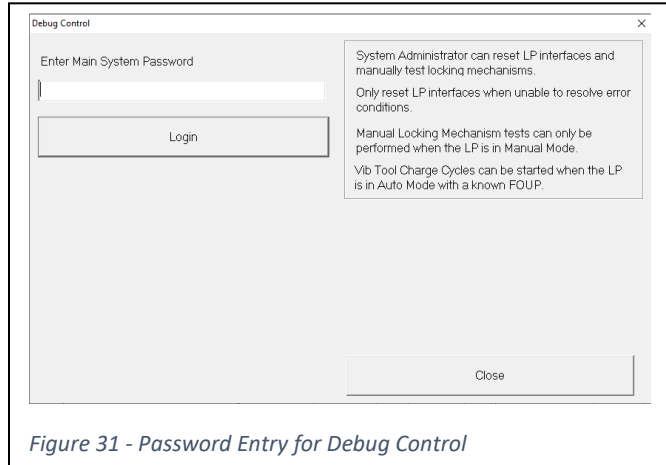 Debug Control
Enter Main System Password
Login
System Administrator can reset LP interfaces and
manually test locking mechanisms.
Only reset LP interfaces when unable to resolve error
conditions.
Manual Locking Mechanism tests can only be
performed when the LP is in Manual Mode.
Vib Tool Charge Cycles can be started when the LP
is in Auto Mode with a known FOUP.
Close
Figure 31 - Password Entry for Debug Control